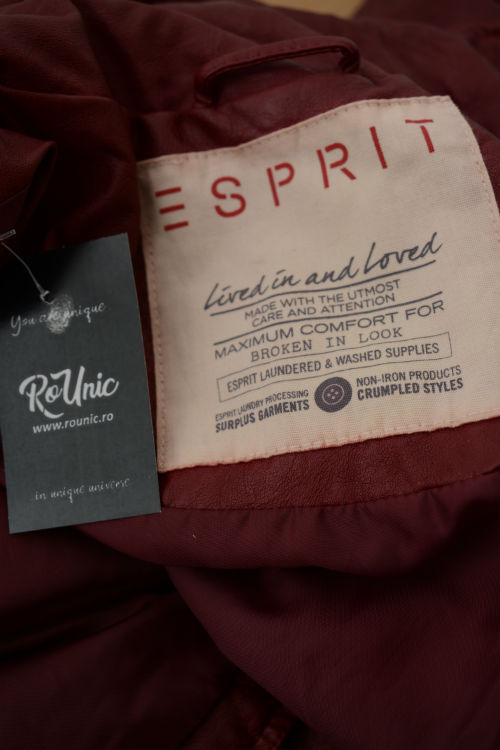 ESPRIT
Lived in and Loved
MADE WITH THE UTMOST
CARE AND ATTENTION
MAXIMUM COMFORT FOR
BROKEN IN LOOK
ESPRIT LAUNDERED & WASHED SUPPLIES
ESPRIT LAUNDRY PROCESSING
SURPLUS GARMENTS
NON-IRON PRODUCTS
CRUMPLED STYLES
You are unique
RoUnic
www.rounic.ro
..in unique universe